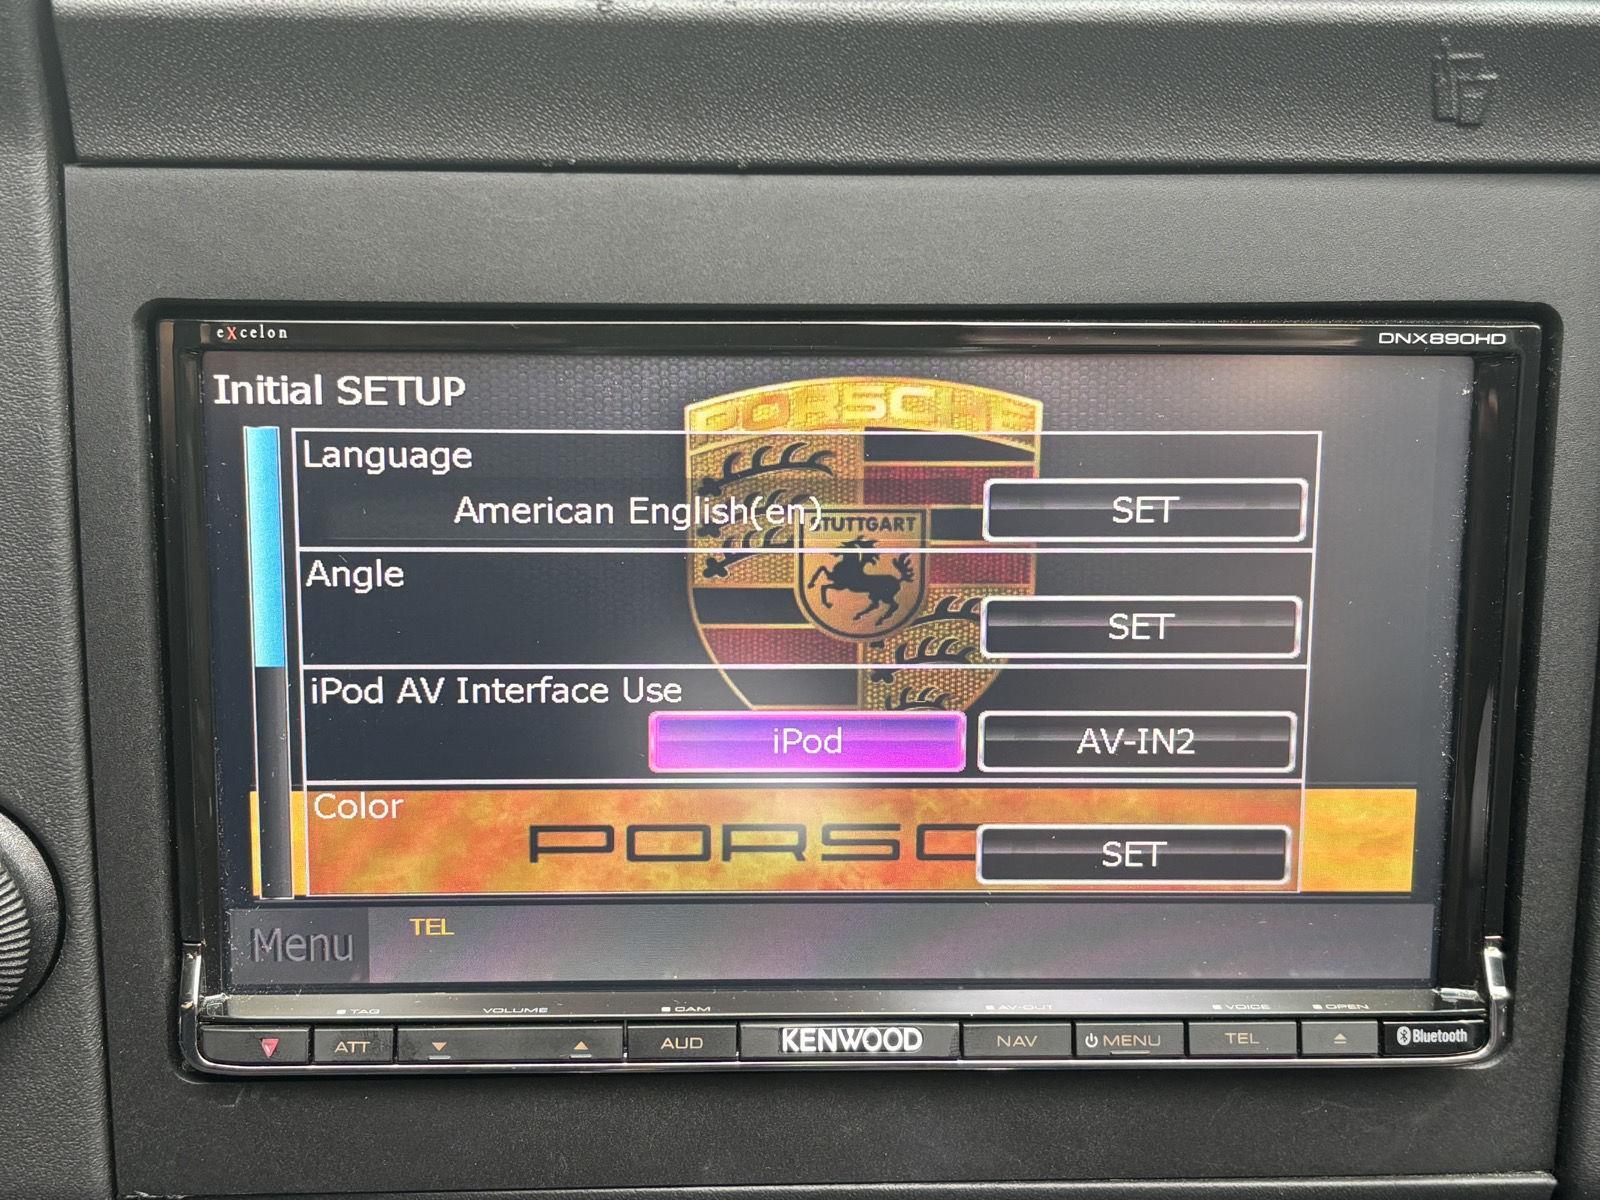 eXcelon
DNX890HD
Initial SETUP
PORSCHE
Language
American English(en)
SET
STUTTGART
Angle
SET
iPod AV Interface Use
iPod
AV-IN2
Color
PORSC
SET
Menu
TEL
TAG
VOLUME
CAM
AV-OUT
VOICE
OPEN
ATT
AUD
KENWOOD
NAV
MENU
TEL
Bluetooth